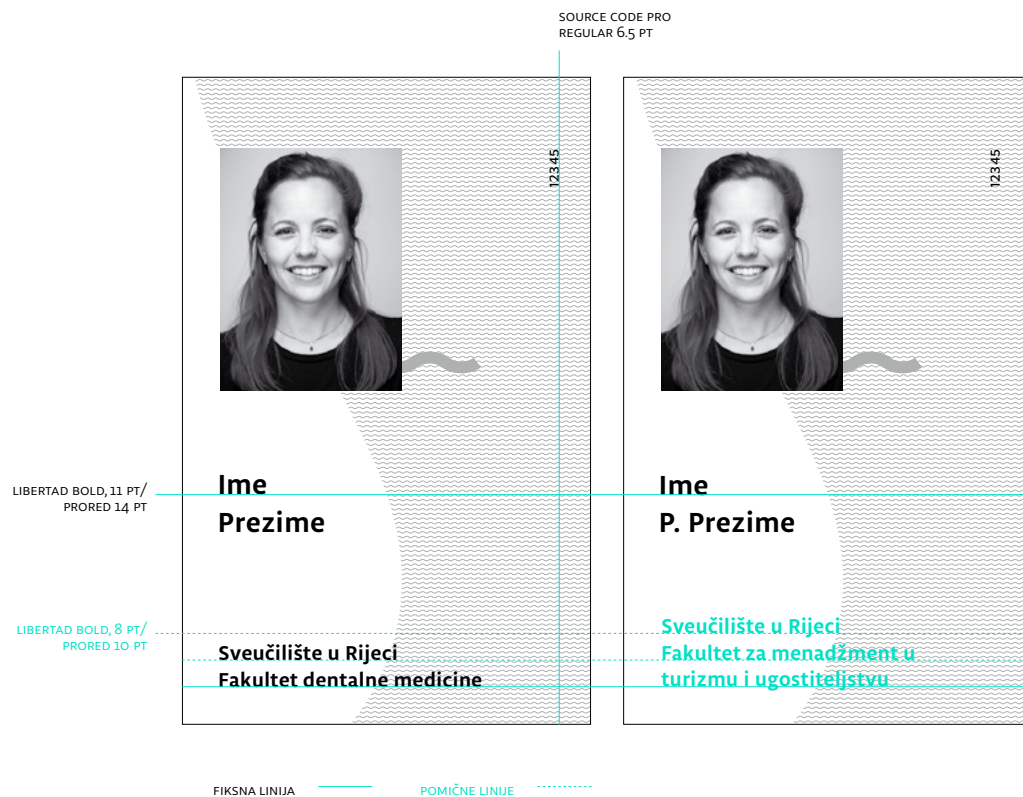 SOURCE CODE PRO
REGULAR 6.5 PT
12345
12345
LIBERTAD BOLD, 11 PT/
PRORED 14 PT
Ime
Prezime
Ime
P. Prezime
LIBERTAD BOLD, 8 PT/
PRORED 10 PT
Sveučilište u Rijeci
Fakultet dentalne medicine
Sveučilište u Rijeci
Fakultet za menadžment u
turizmu i ugostiteljstvu
FIKSNA LINIJA
POMIČNE LINIJE